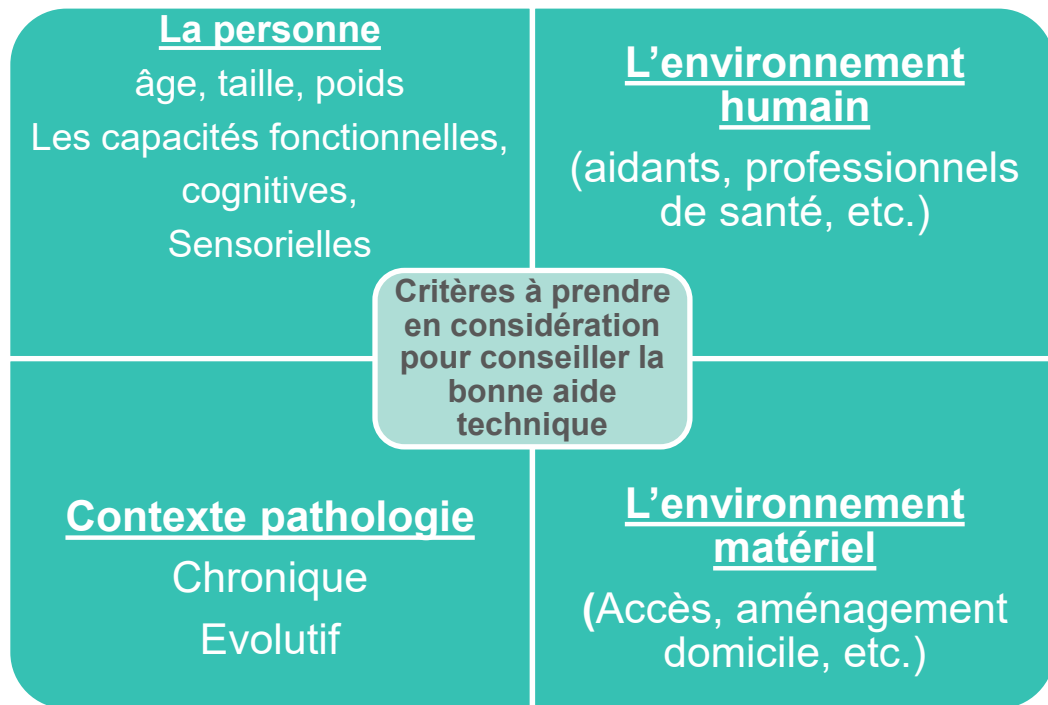 La personne
âge, taille, poids
Les capacités fonctionnelles,
cognitives,
Sensorielles
L'environnement
humain
(aidants, professionnels
de santé, etc.)
Critères à prendre
en considération
pour conseiller la
bonne aide
technique
Contexte pathologie
Chronique
Evolutif
L'environnement
matériel
(Accès, aménagement
domicile, etc.)